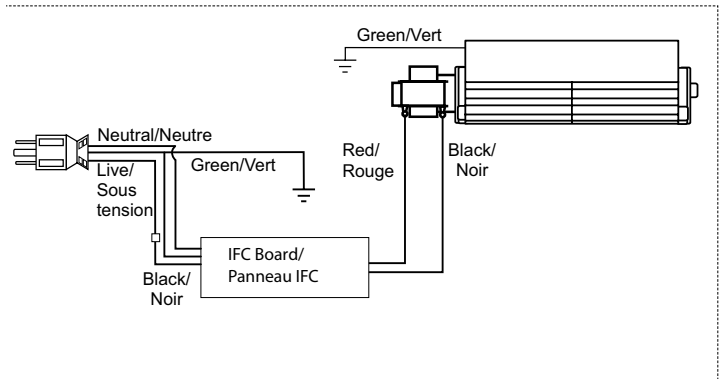 Green/Vert
Neutral/Neutre
Green/Vert
Live/
Sous
tension
Red/
Rouge
Black/
Noir
IFC Board/
Panneau IFC
Black/
Noir